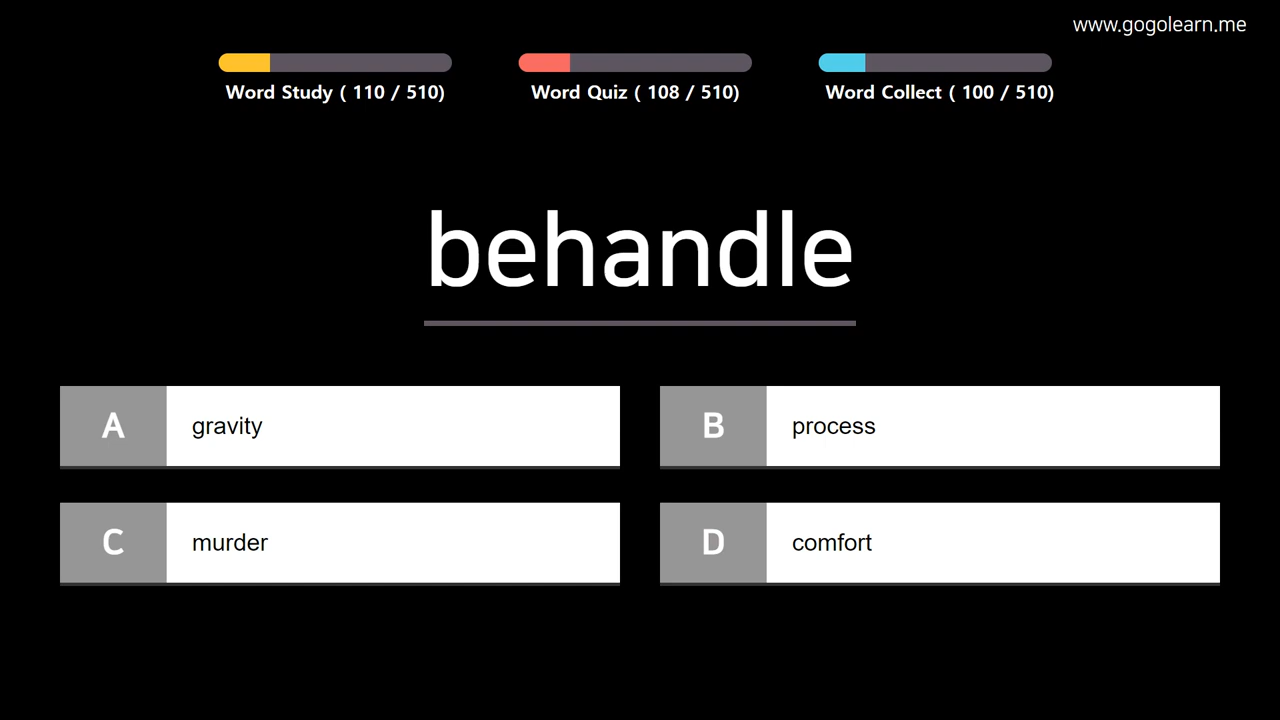 www.gogolearn.me
Word Study ( 110 / 510)
Word Quiz ( 108 / 510)
Word Collect ( 100 / 510)
behandle
A gravity
B process
C murder
D comfort